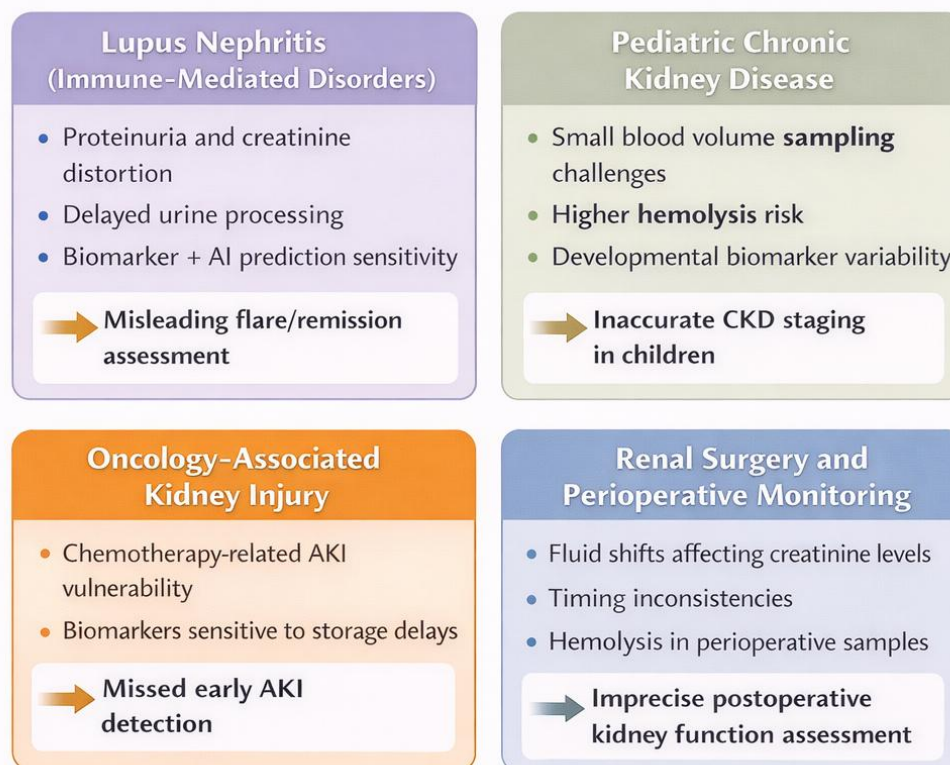 Lupus Nephritis
(Immune-Mediated Disorders)
• Proteinuria and creatinine
distortion
• Delayed urine processing
• Biomarker + AI prediction sensitivity
Misleading flare/remission
assessment
Pediatric Chronic
Kidney Disease
• Small blood volume sampling
challenges
• Higher hemolysis risk
• Developmental biomarker variability
Inaccurate CKD staging
in children
Oncology-Associated
Kidney Injury
• Chemotherapy-related AKI
vulnerability
• Biomarkers sensitive to storage delays
Missed early AKI
detection
Renal Surgery and
Perioperative Monitoring
• Fluid shifts affecting creatinine levels
• Timing inconsistencies
• Hemolysis in perioperative samples
Imprecise postoperative
kidney function assessment